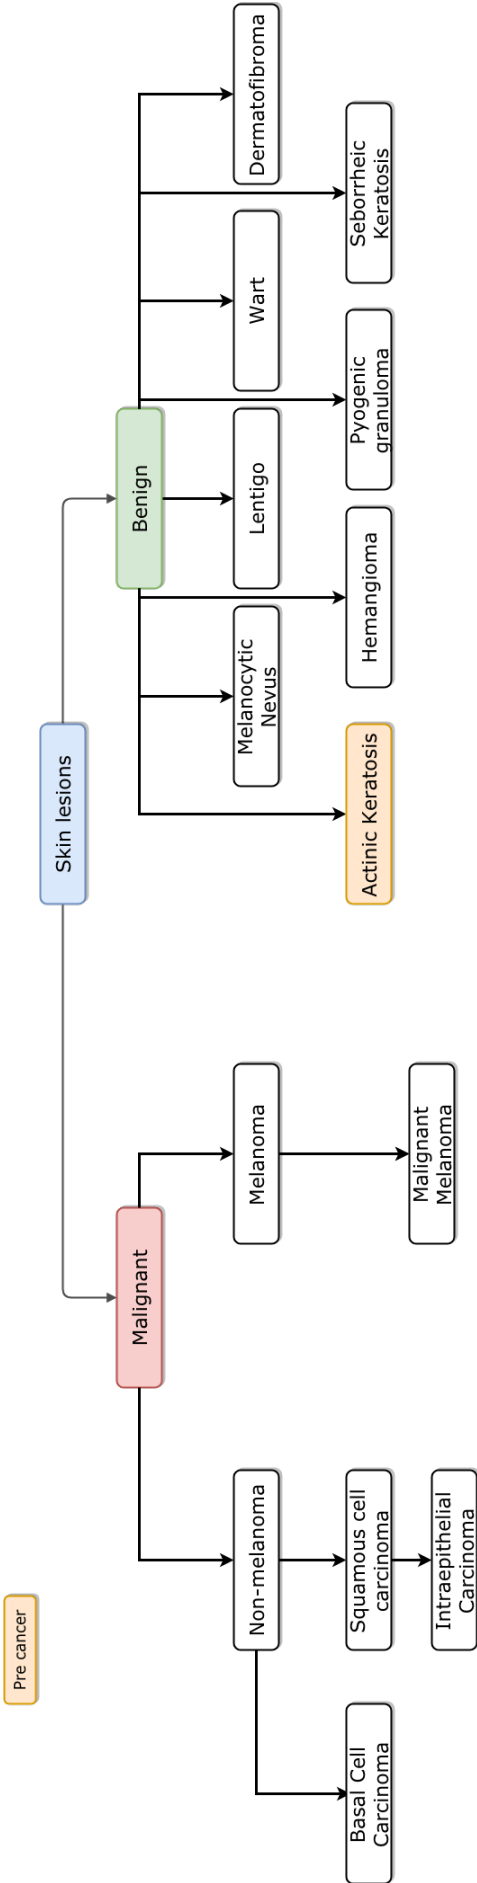 Pre cancer
Skin lesions
Malignant
Benign
Non-melanoma
Melanoma
Melanocytic
Nevus
Lentigo
Wart
Dermatofibroma
Basal Cell
Carcinoma
Squamous cell
carcinoma
Actinic Keratosis
Hemangioma
Pyogenic
granuloma
Seborrheic
Keratosis
Malignant
Melanoma
Intraepithelial
Carcinoma